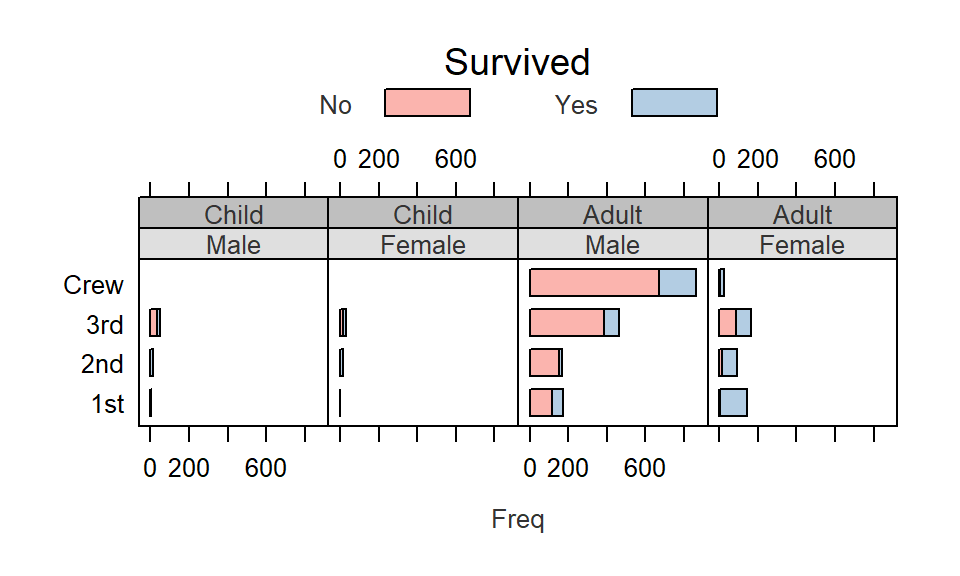 Survived
No Yes
0 200 600 0 200 600
Child Child Adult Adult
Male Female Male Female
Crew
3rd
2nd
1st
0 200 600 0 200 600
Freq